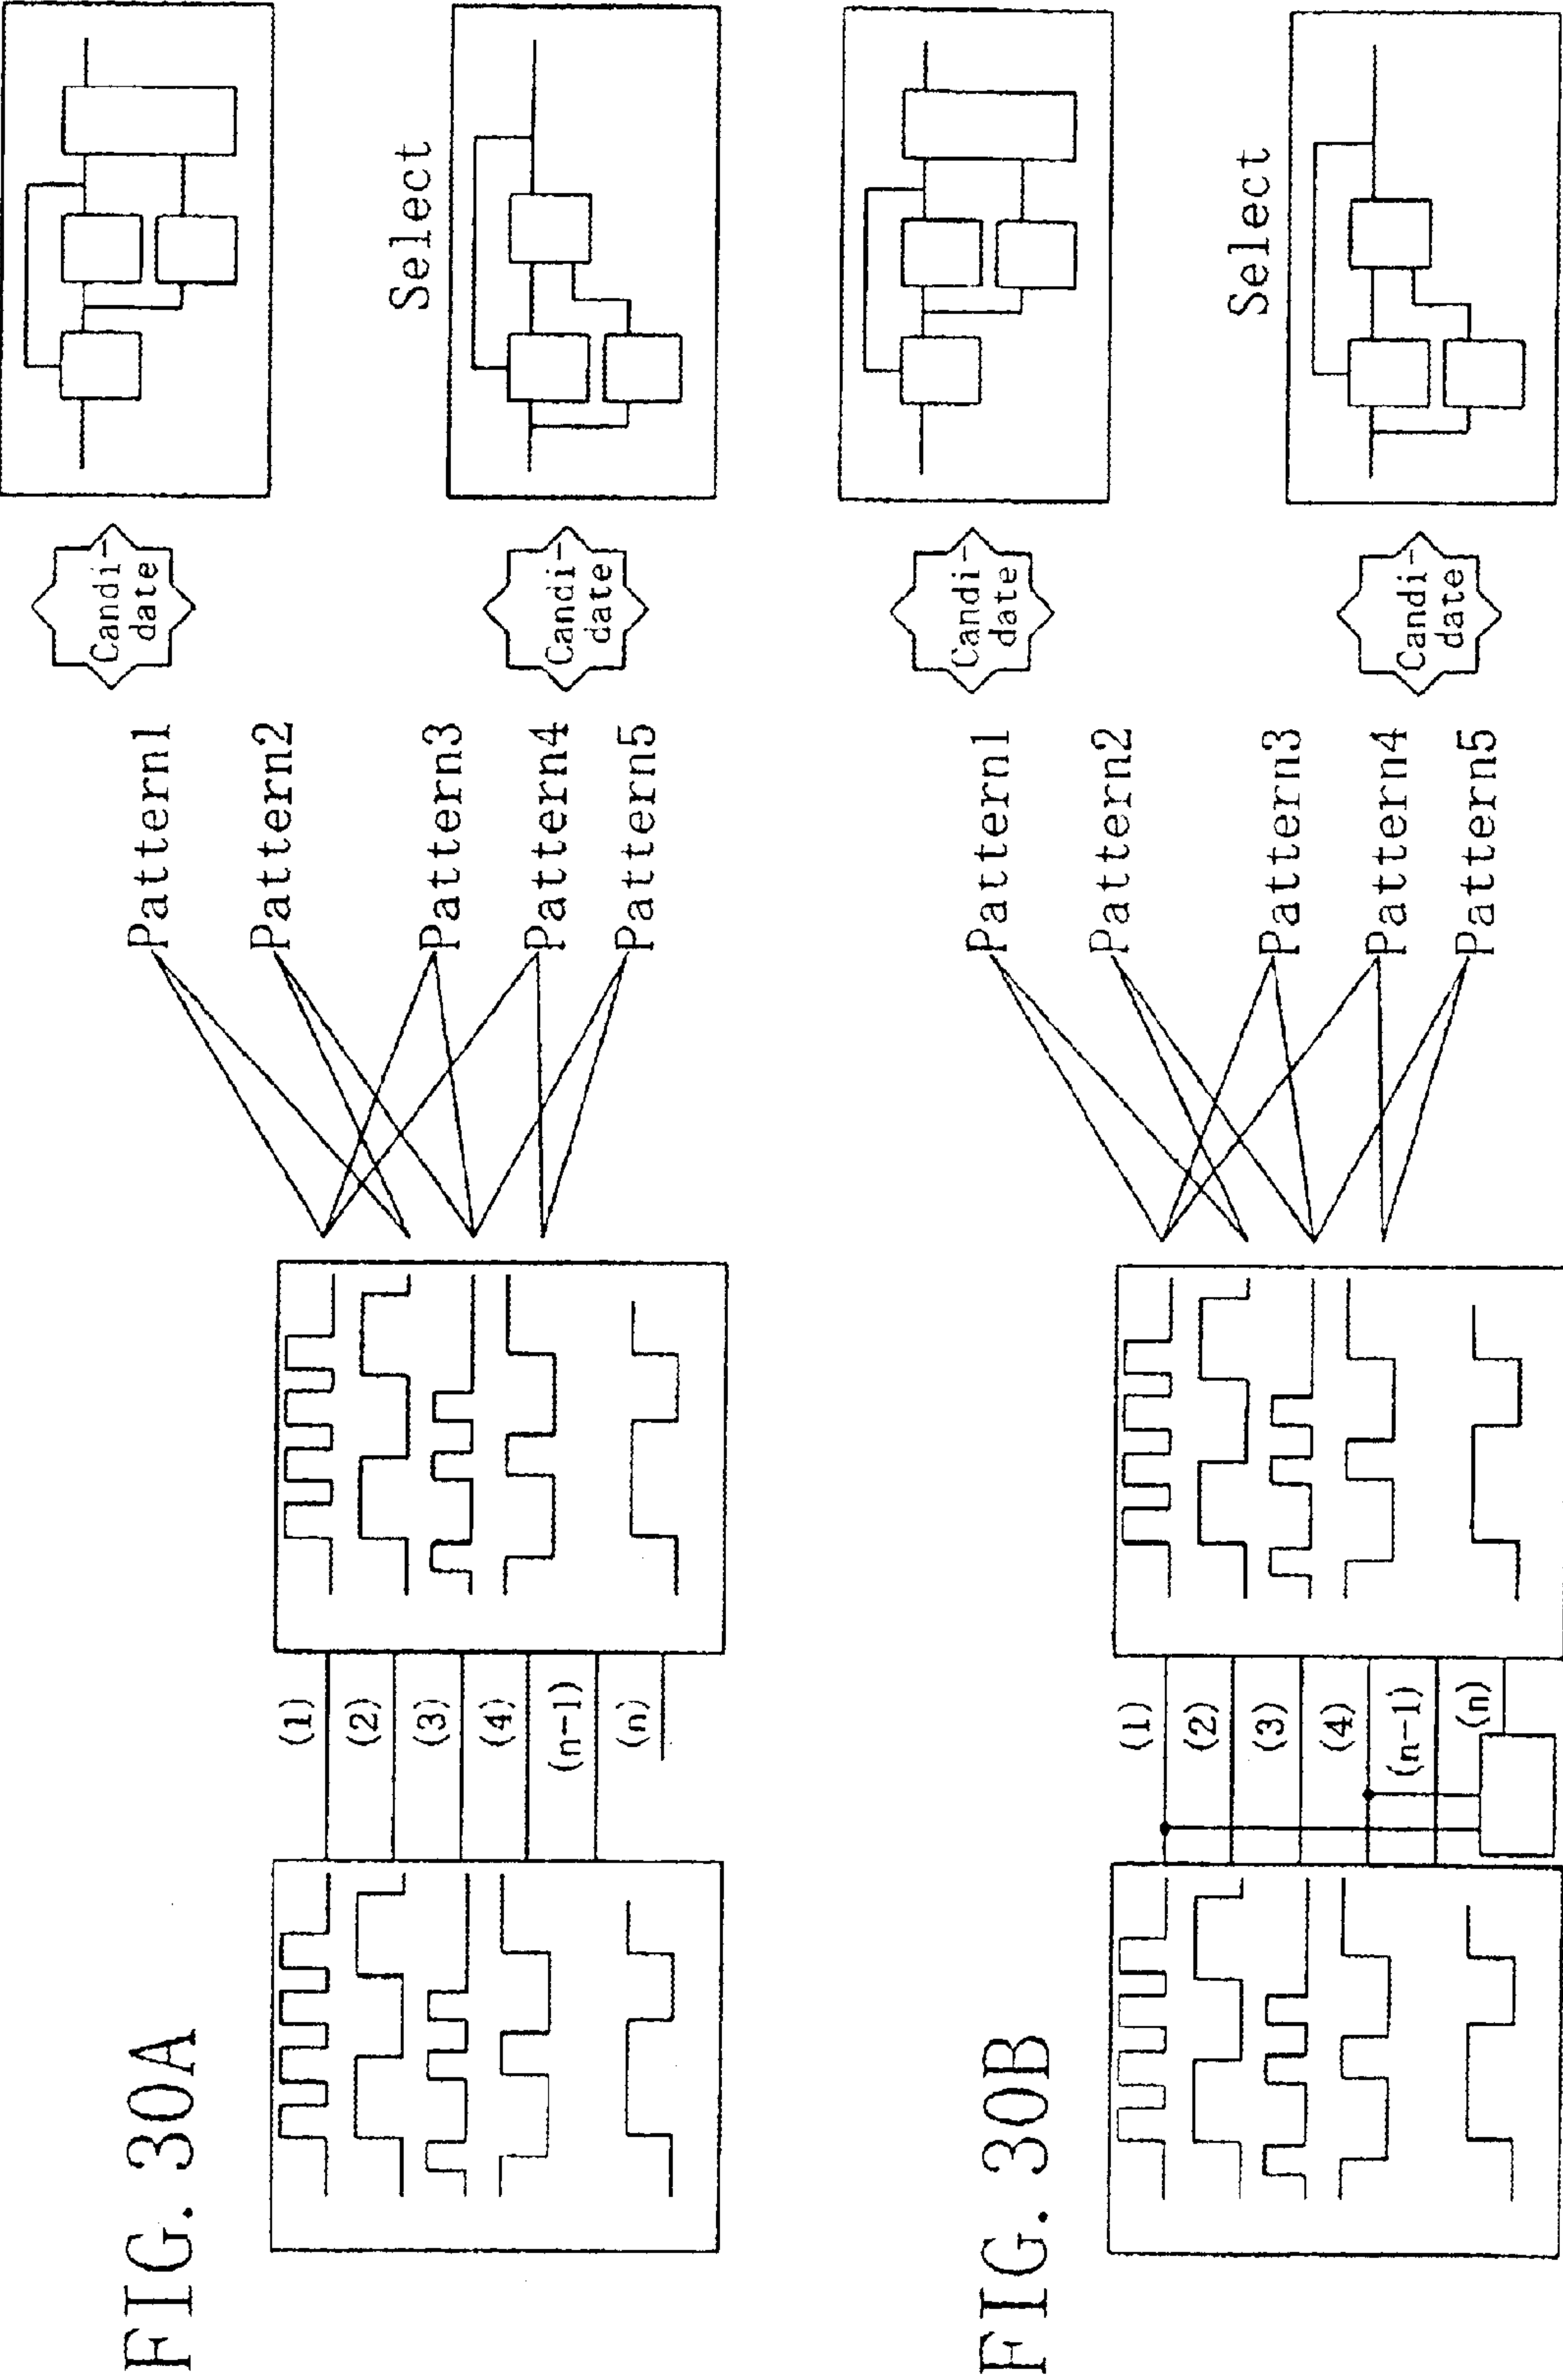 FIG. 30A
(1)
(2)
(3)
(4)
(n-1)
(n)
Pattern1
Pattern2
Pattern3
Pattern4
Pattern5
Candi-
date
Candi-
date
Select
FIG. 30B
(1)
(2)
(3)
(4)
(n-1)
(n)
Pattern1
Pattern2
Pattern3
Pattern4
Pattern5
Candi-
date
Candi-
date
Select